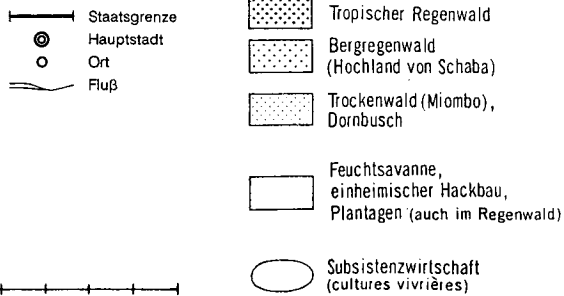 Staatsgrenze
Hauptstadt
Ort
Fluß
Tropischer Regenwald
Bergregenwald
(Hochland von Schaba)
Trockenwald (Miombo),
Dornbusch
Feuchtsavanne,
einheimischer Hackbau,
Plantagen (auch im Regenwald)
Subsistenzwirtschaft
(cultures vivrières)